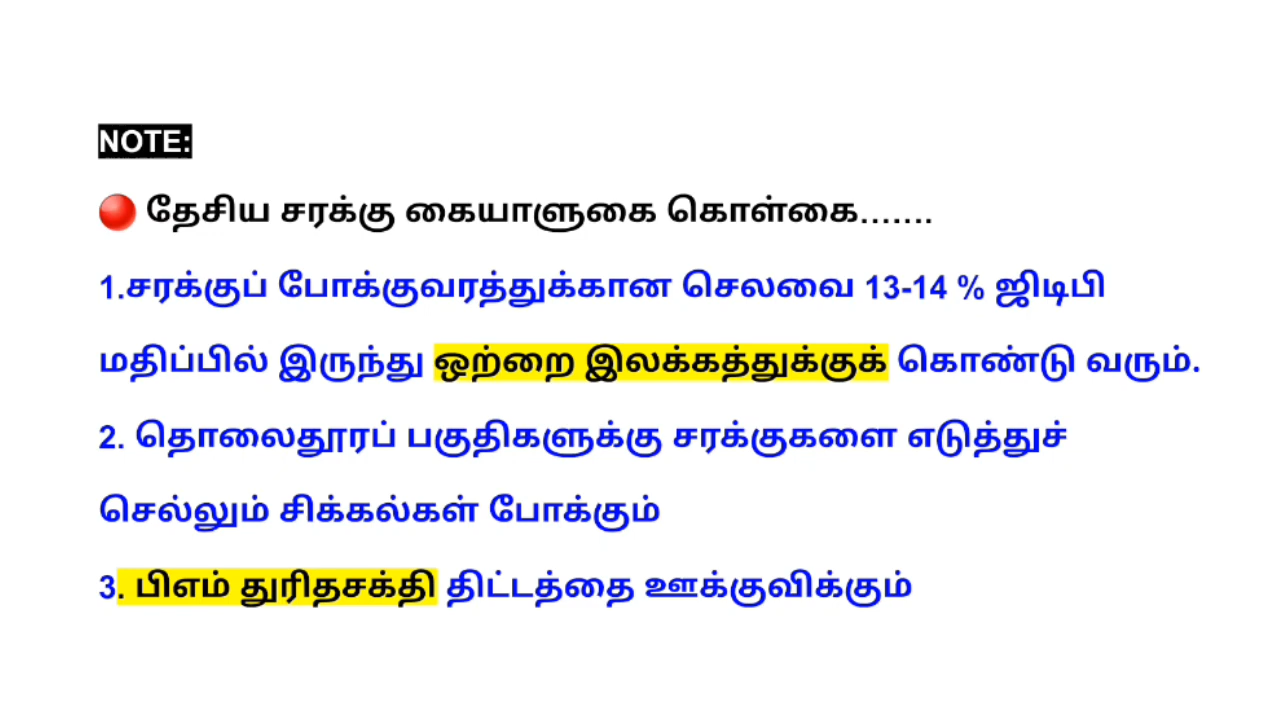 NOTE:
தேசிய சரக்கு கையாளுகை கொள்கை.......
1.சரக்குப் போக்குவரத்துக்கான செலவை 13-14 % ஜிடிபி
மதிப்பில் இருந்து ஒற்றை இலக்கத்துக்குக் கொண்டு வரும்.
2. தொலைதூரப் பகுதிகளுக்கு சரக்குகளை எடுத்துச்
செல்லும் சிக்கல்கள் போக்கும்
3. பிஎம் துரிதசக்தி திட்டத்தை ஊக்குவிக்கும்